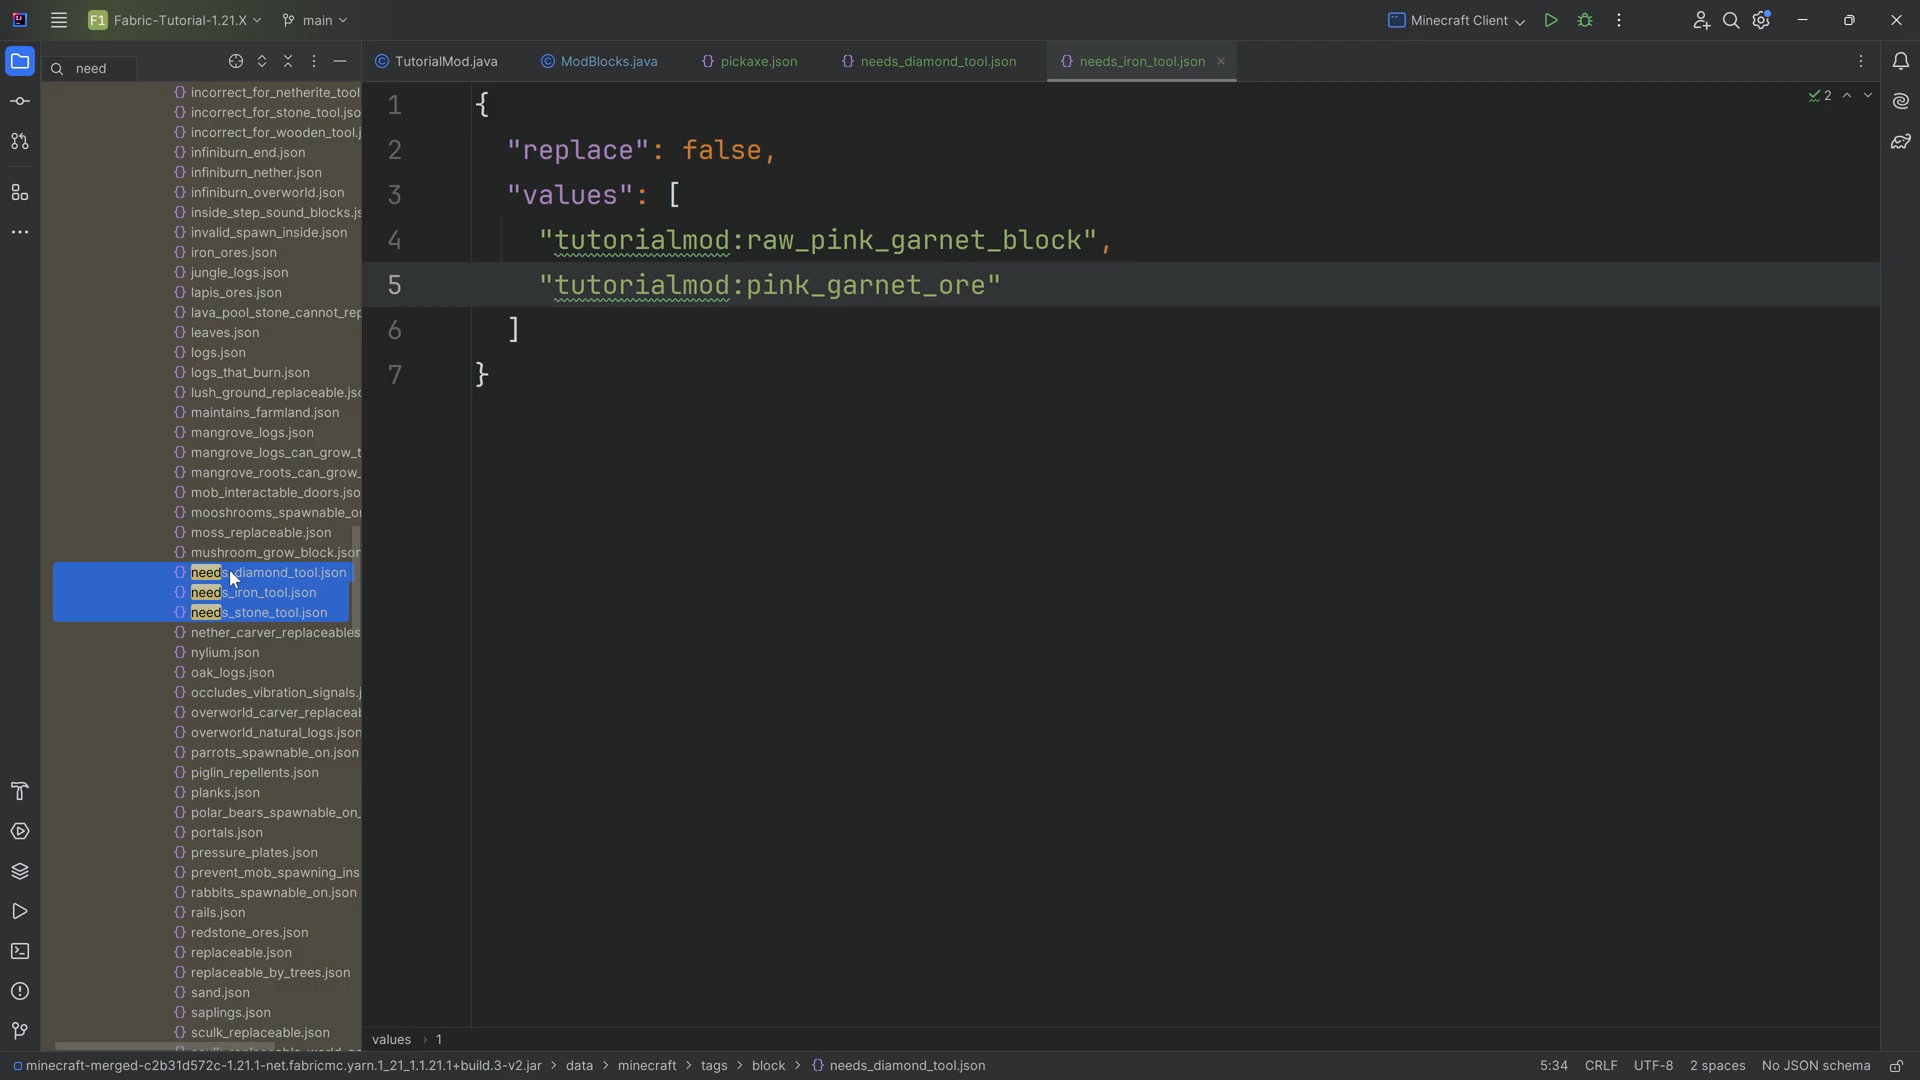 F1 Fabric-Tutorial-1.21.X main Minecraft Client
need
TutorialMod.java ModBlocks.java pickaxe.json needs_diamond_tool.json needs_iron_tool.json
incorrect_for_netherite_tool
incorrect_for_stone_tool.jso
incorrect_for_wooden_tool.j
infiniburn_end.json
infiniburn_nether.json
infiniburn_overworld.json
inside_step_sound_blocks.js
invalid_spawn_inside.json
iron_ores.json
jungle_logs.json
lapis_ores.json
lava_pool_stone_cannot_rep
leaves.json
logs.json
logs_that_burn.json
lush_ground_replaceable.jso
maintains_farmland.json
mangrove_logs.json
mangrove_logs_can_grow_t
mangrove_roots_can_grow_
mob_interactable_doors.jso
mooshrooms_spawnable_o
moss_replaceable.json
mushroom_grow_block.json
needs_diamond_tool.json
needs_iron_tool.json
needs_stone_tool.json
nether_carver_replaceables
nylium.json
oak_logs.json
occludes_vibration_signals.j
overworld_carver_replaceab
overworld_natural_logs.json
parrots_spawnable_on.json
piglin_repellents.json
planks.json
polar_bears_spawnable_on_
portals.json
pressure_plates.json
prevent_mob_spawning_ins
rabbits_spawnable_on.json
rails.json
redstone_ores.json
replaceable.json
replaceable_by_trees.json
sand.json
saplings.json
sculk_replaceable.json
1 {
2 "replace": false,
3 "values": [
4 "tutorialmod:raw_pink_garnet_block",
5 "tutorialmod:pink_garnet_ore"
6 ]
7 }
2
values › 1
minecraft-merged-c2b31d572c-1.21.1-net.fabricmc.yarn.1_21_1.1.21.1+build.3-v2.jar > data > minecraft > tags > block > needs_diamond_tool.json 5:34 CRLF UTF-8 2 spaces No JSON schema